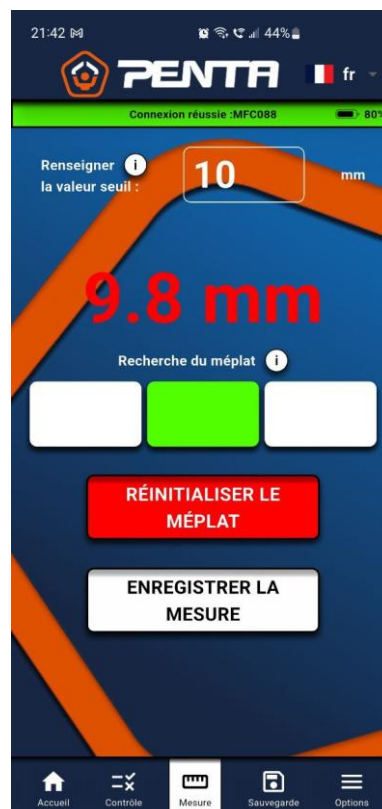 21:42 44%
PENTA fr
Connexion réussie :MFC088 80%
Renseigner i
la valeur seuil :
10 mm
9.8 mm
Recherche du méplat i
RÉINITIALISER LE
MÉPLAT
ENREGISTRER LA
MESURE
Accueil Contrôle Mesure Sauvegarde Options